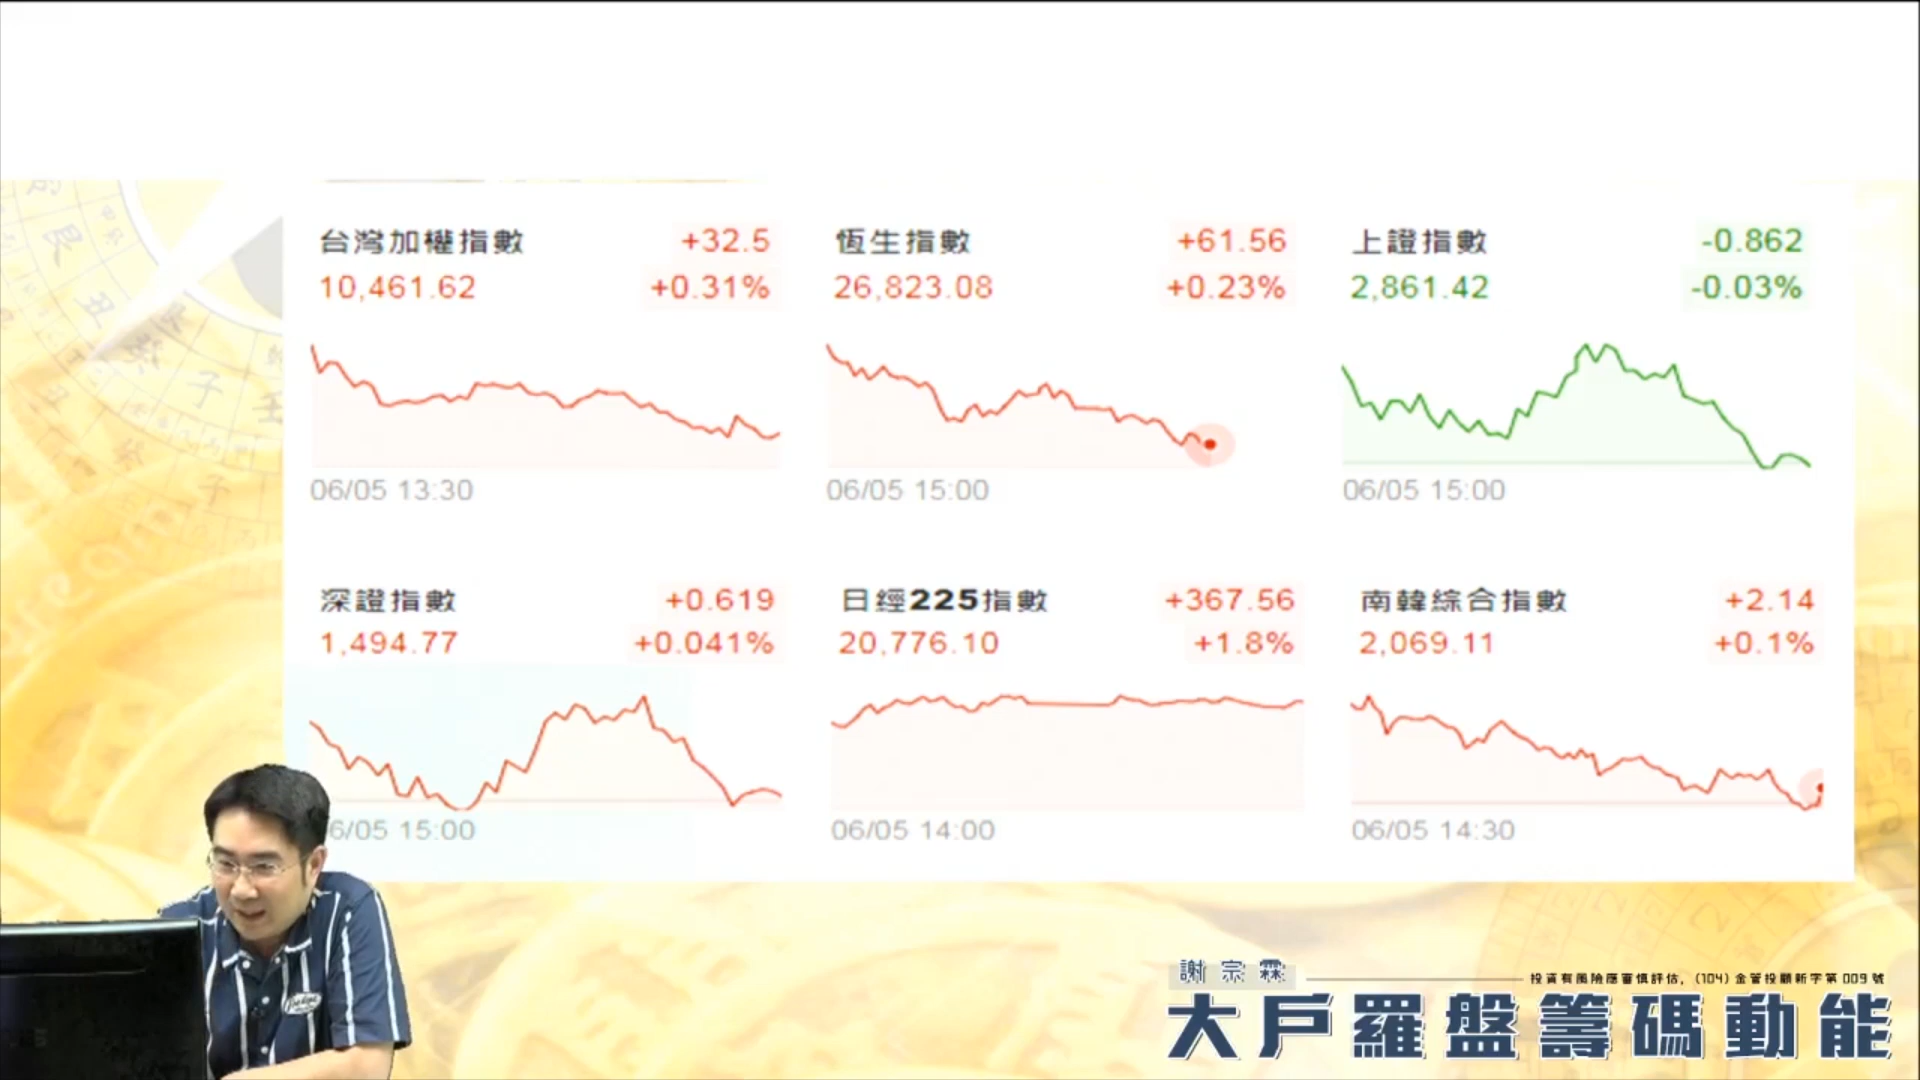 台灣加權指數 +32.5
10,461.62 +0.31%
06/05 13:30
恆生指數 +61.56
26,823.08 +0.23%
06/05 15:00
上證指數 -0.862
2,861.42 -0.03%
06/05 15:00
深證指數 +0.619
1,494.77 +0.041%
6/05 15:00
日經225指數 +367.56
20,776.10 +1.8%
06/05 14:00
南韓綜合指數 +2.14
2,069.11 +0.1%
06/05 14:30
謝宗霖
投資有風險應審慎評估, (104) 金管投顧新字第 009 號
大戶羅盤籌碼動能